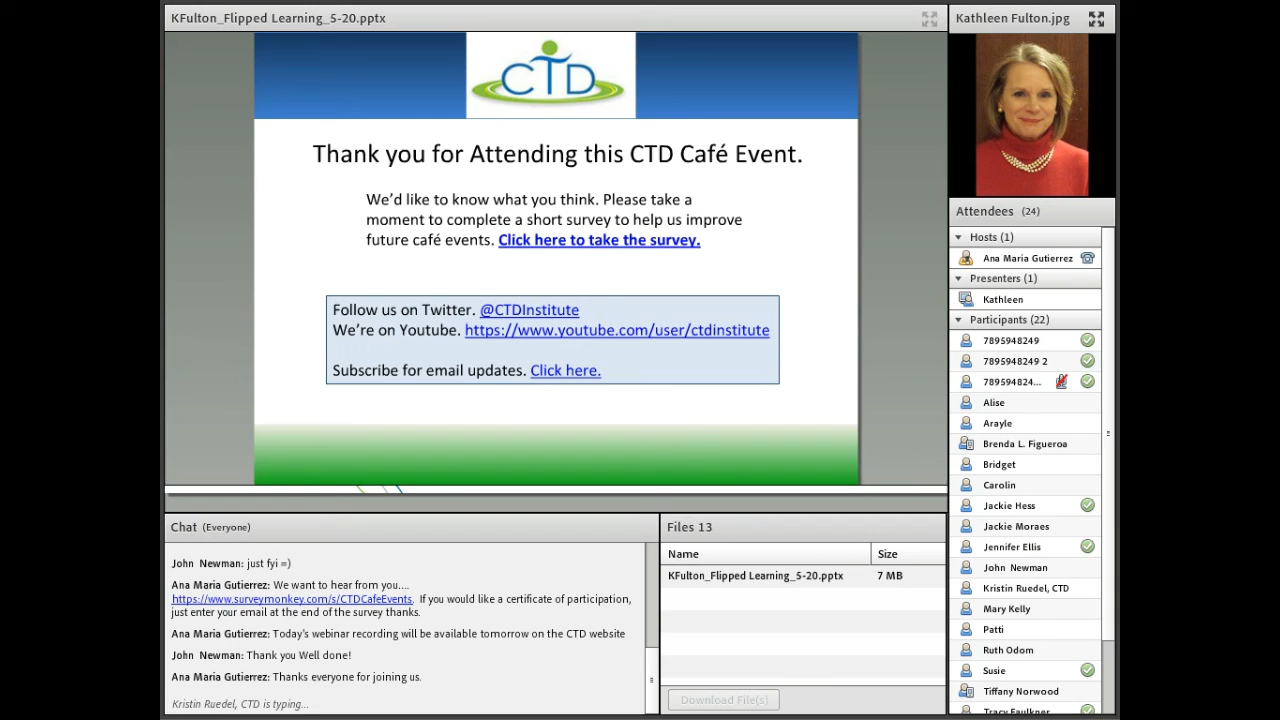 KFulton_Flipped Learning_5-20.pptx
CTD
Thank you for Attending this CTD Café Event.
We'd like to know what you think. Please take a
moment to complete a short survey to help us improve
future café events. Click here to take the survey.
Follow us on Twitter. @CTDInstitute
We're on Youtube. https://www.youtube.com/user/ctdinstitute
Subscribe for email updates. Click here.
Chat (Everyone)
John Newman: just fyi =)
Ana Maria Gutierrez: We want to hear from you....
https://www.surveymonkey.com/s/CTDCafeEvents. If you would like a certificate of participation,
just enter your email at the end of the survey thanks.
Ana Maria Gutierrez: Today's webinar recording will be available tomorrow on the CTD website
John Newman: Thank you Well done!
Ana Maria Gutierrez: Thanks everyone for joining us.
Kristin Ruedel, CTD is typing...
Files 13
Name Size
KFulton_Flipped Learning_5-20.pptx 7 MB
Download File(s)
Kathleen Fulton.jpg
Attendees (24)
Hosts (1)
Ana Maria Gutierrez
Presenters (1)
Kathleen
Participants (22)
7895948249
7895948249 2
789594824...
Alise
Arayle
Brenda L. Figueroa
Bridget
Carolin
Jackie Hess
Jackie Moraes
Jennifer Ellis
John Newman
Kristin Ruedel, CTD
Mary Kelly
Patti
Ruth Odom
Susie
Tiffany Norwood
Tracy Faulkner